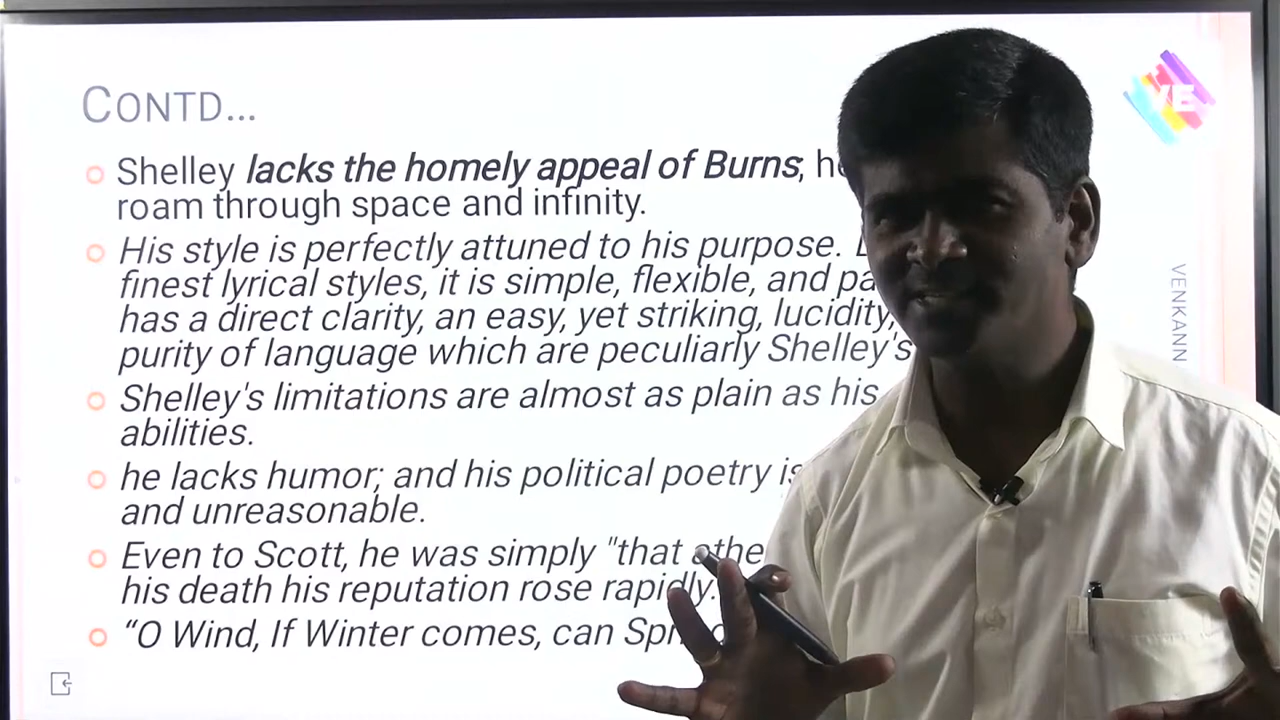 CONTD...
Shelley lacks the homely appeal of Burns;
roam through space and infinity.
His style is perfectly attuned to his purpose.
finest lyrical styles, it is simple, flexible, and
has a direct clarity, an easy, yet striking, lucidity,
purity of language which are peculiarly Shelley's
Shelley's limitations are almost as plain as his
abilities.
he lacks humor; and his political poetry
and unreasonable.
Even to Scott, he was simply "that
his death his reputation rose rapidly.
“O Wind, If Winter comes, can
VE
VENKANN